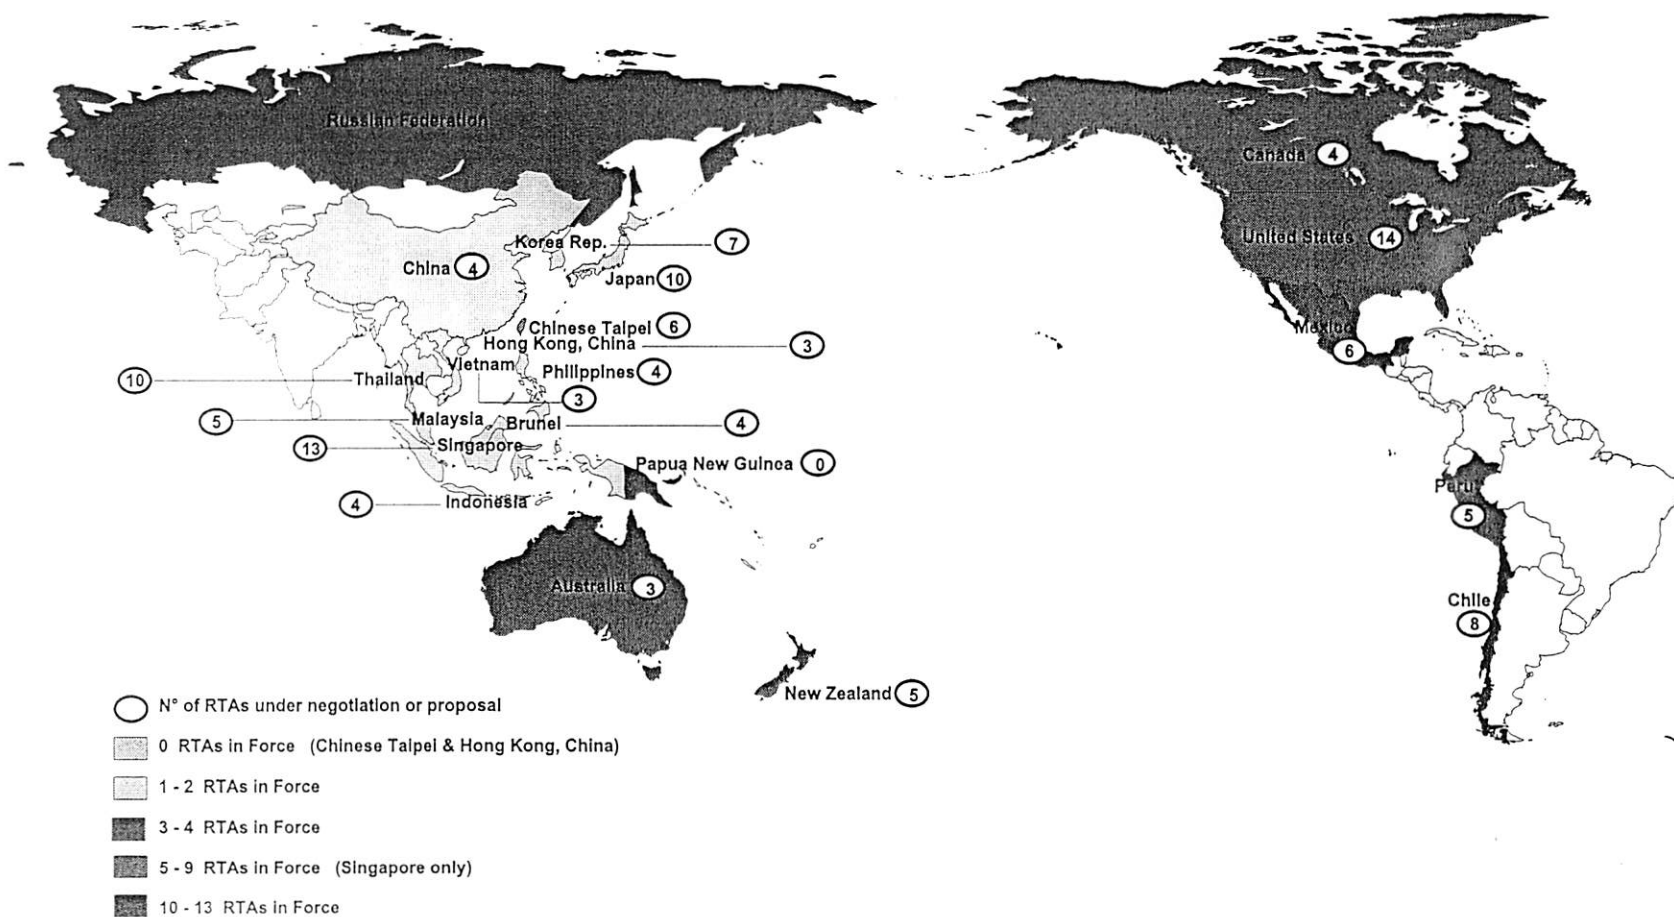 Russian Federation
Canada 4
Korea Rep. 7
United States 14
China 4
Japan 10
Chinese Taipei 6
Hong Kong, China 3
Mexico
6
Vietnam
Philippines 4
10 Thailand
3
5 Malaysia
Brunei 4
13 Singapore
Papua New Guinea 0
Peru
5
4 Indonesia
Australia 3
Chile
8
New Zealand 5
N° of RTAs under negotiation or proposal
0 RTAs in Force (Chinese Taipei & Hong Kong, China)
1 - 2 RTAs in Force
3 - 4 RTAs in Force
5 - 9 RTAs in Force (Singapore only)
10 - 13 RTAs in Force